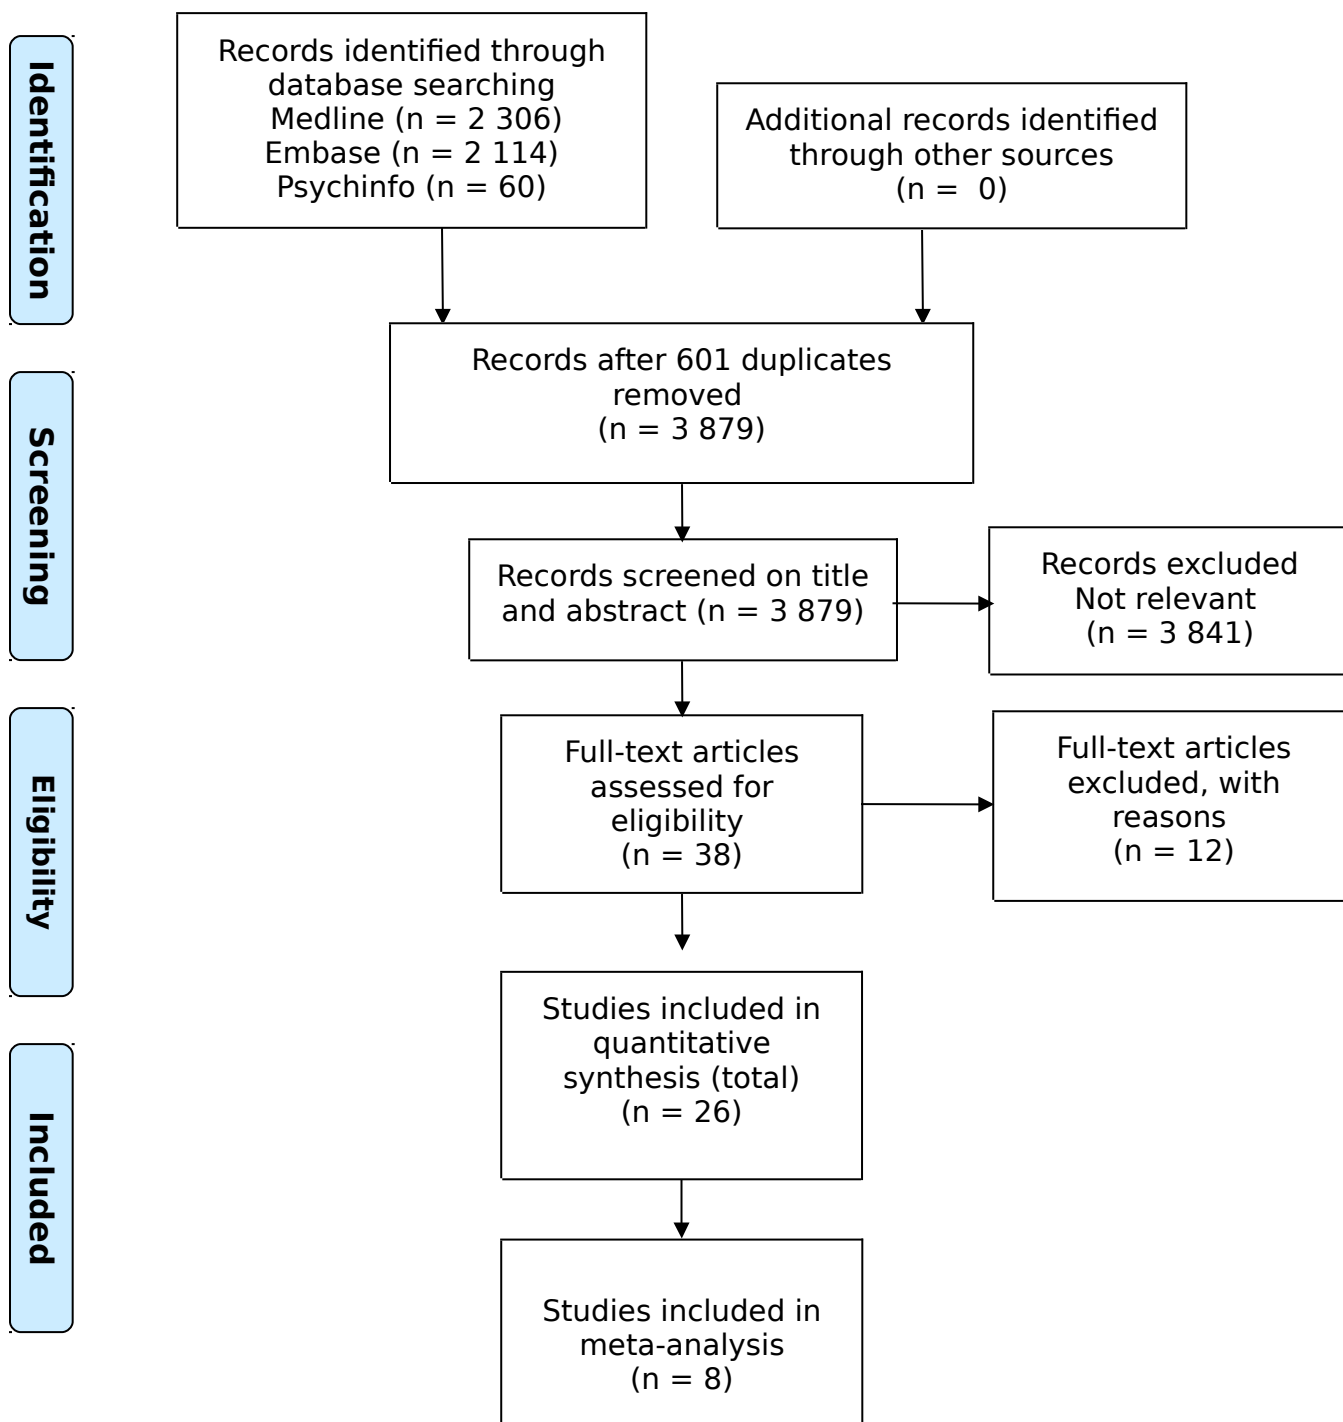 Identification
Records identified through
database searching
Medline (n = 2 306)
Embase (n = 2 114)
Psychinfo (n = 60)
Additional records identified
through other sources
(n =  0)
Records after 601 duplicates
removed
(n = 3 879)
Screening
Records screened on title
and abstract (n = 3 879)
Records excluded
Not relevant
(n = 3 841)
Eligibility
Full-text articles
assessed for
eligibility
(n = 38)
Full-text articles
excluded, with
reasons
(n = 12)
Studies included in
quantitative
synthesis (total)
(n = 26)
Included
Studies included in
meta-analysis
(n = 8)